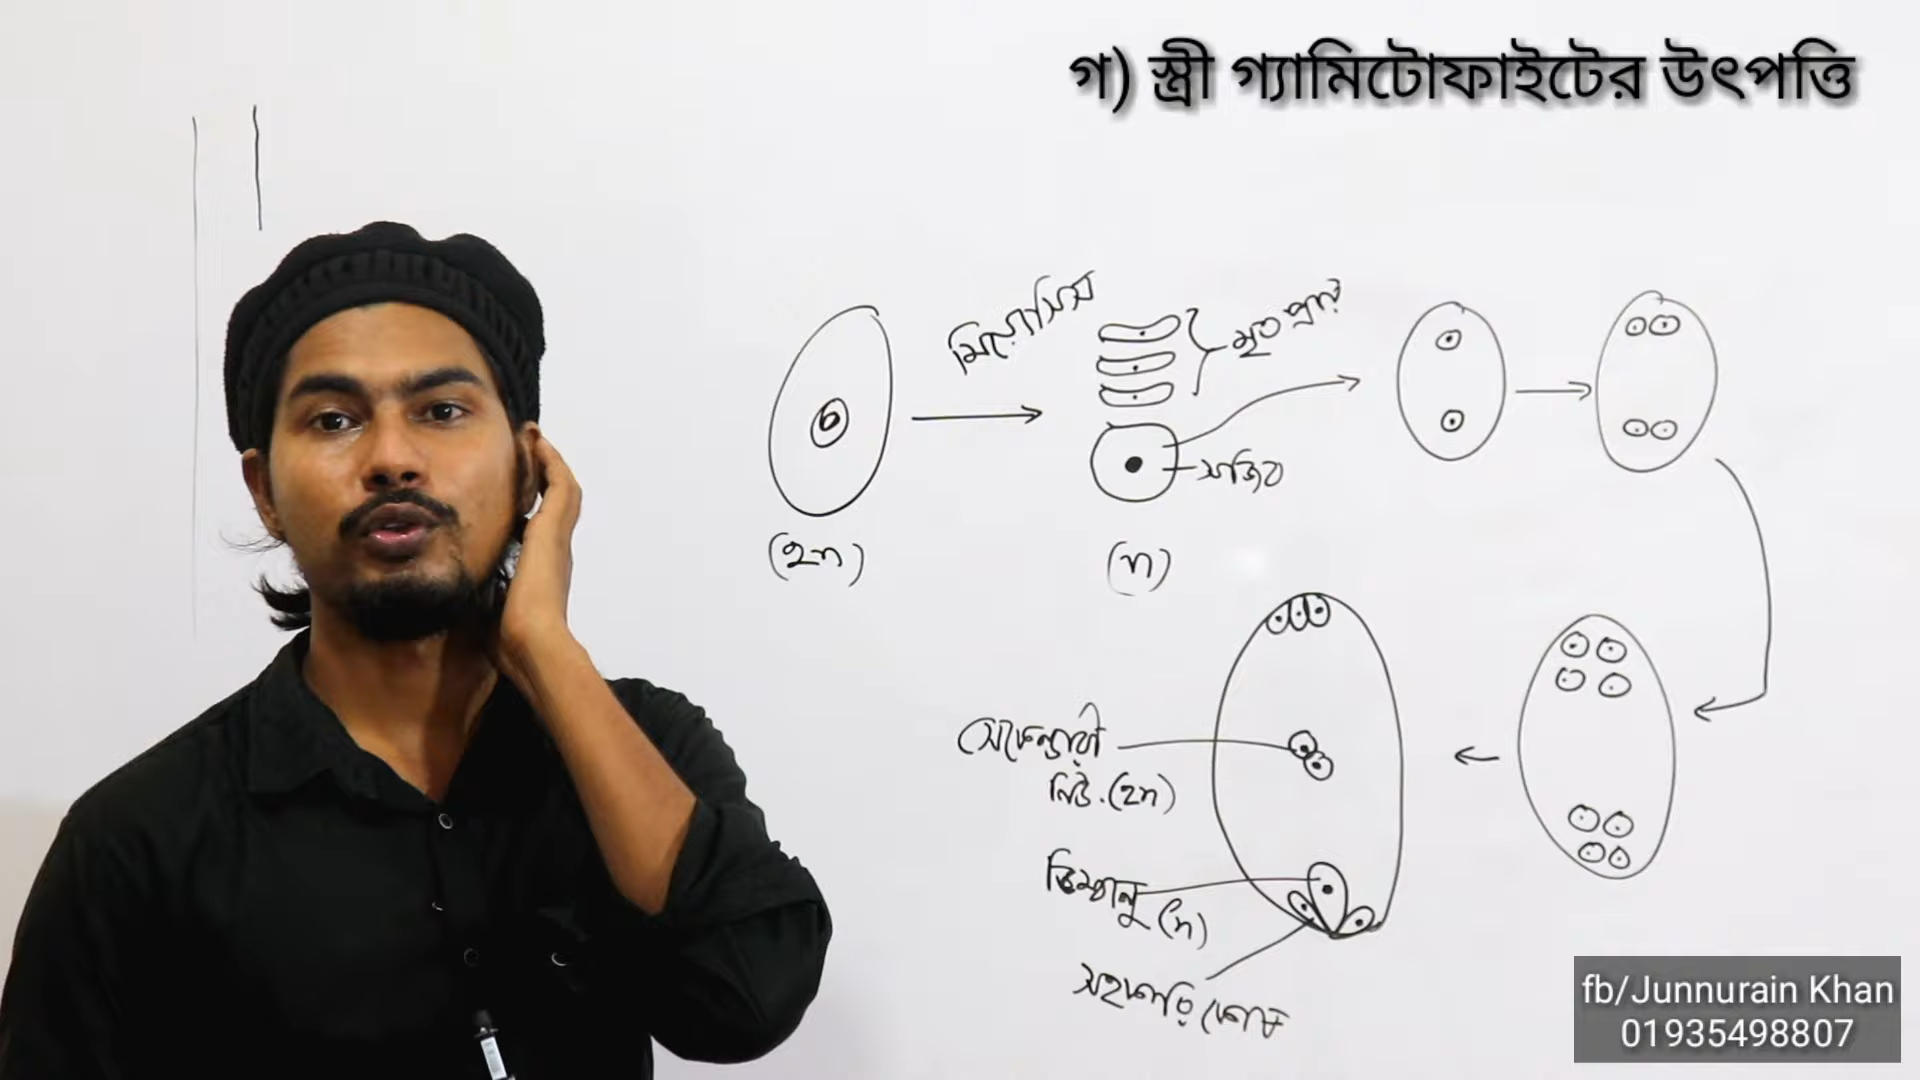 গ) স্ত্রী গ্যামিটোফাইটের উৎপত্তি
মিয়োসিস
মৃত প্রায়
সজিব
(2n)
(n)
সেকেন্ডারী
নিউ.(2n)
ডিম্বানু (n)
সহকারি কোষ
fb/Junnurain Khan
01935498807